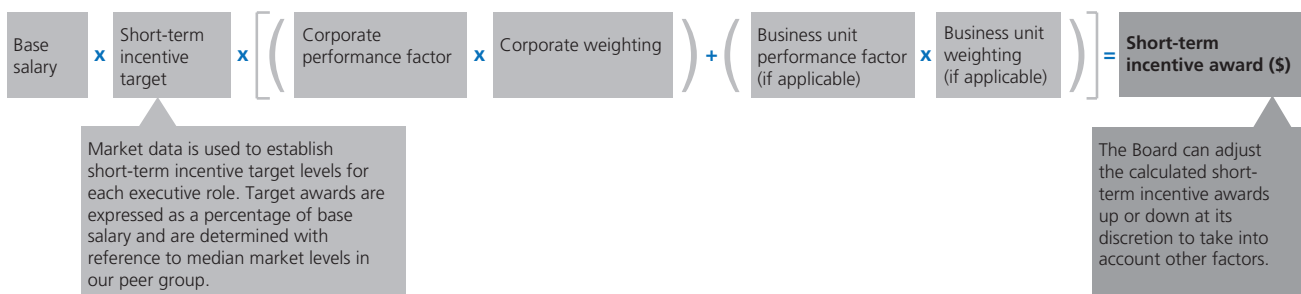 Base
salary
x
Short-term
incentive
target
x
[
(
Corporate
performance factor
x
Corporate weighting
)
+
(
Business unit
performance factor
(if applicable)
x
Business unit
weighting
(if applicable)
)
]
=
Short-term
incentive award ($)
Market data is used to establish
short-term incentive target levels for
each executive role. Target awards are
expressed as a percentage of base
salary and are determined with
reference to median market levels in
our peer group.
The Board can adjust
the calculated short-
term incentive awards
up or down at its
discretion to take into
account other factors.